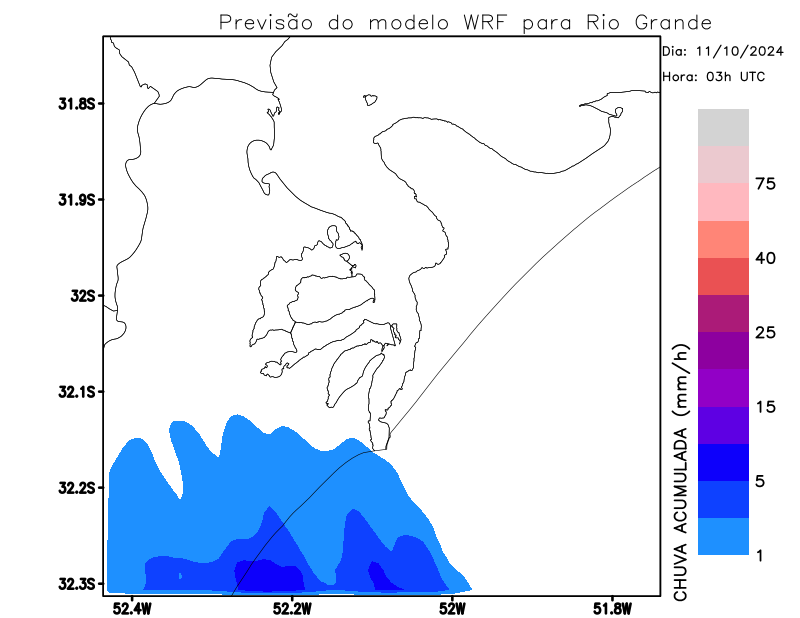 Previsão do modelo WRF para Rio Grande
Dia: 11/10/2024
Hora: 03h UTC
31.8S
31.9S
32S
32.1S
32.2S
32.3S
52.4W
52.2W
52W
51.8W
75
40
25
15
5
1
CHUVA ACUMULADA (mm/h)